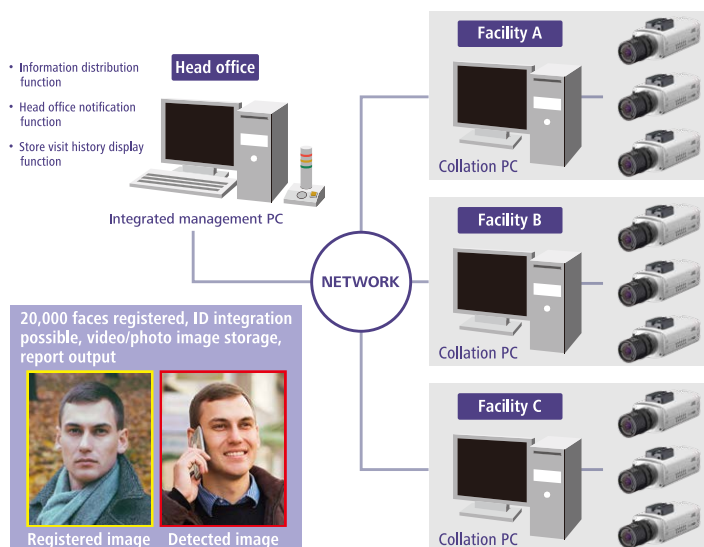 Head office
• Information distribution
function
• Head office notification
function
• Store visit history display
function
Integrated management PC
NETWORK
Facility A
Collation PC
Facility B
Collation PC
Facility C
Collation PC
20,000 faces registered, ID integration
possible, video/photo image storage,
report output
Registered image
Detected image